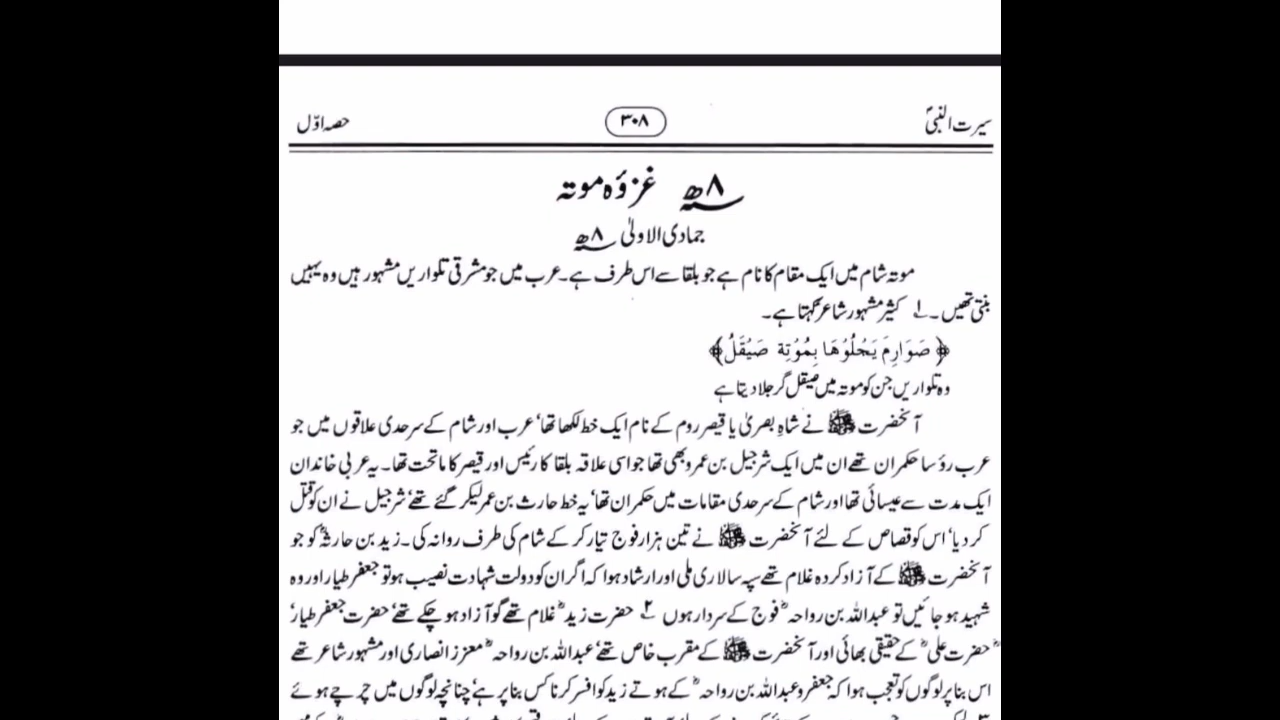 سیرت النبیؐ ۳۰۸ حصہ اوّل
۸ھ غزوۂ موتہ
جمادی الاولیٰ ۸ھ
موتہ شام میں ایک مقام کا نام ہے جو بلقا سے اس طرف ہے۔ عرب میں جو مشرقی تلواریں مشہور ہیں وہ یہیں
بنتی تھیں۔ ۱؎ کثیر مشہور شاعر کہتا ہے۔
﴿صَوَارِمَ یَجْلُوْهَا بِمُوْتِة صَیْقَلُ﴾
وہ تلواریں جن کو موتہ میں صیقل گر جلا دیتا ہے
آنحضرت ﷺ نے شاہِ بصریٰ یا قیصر روم کے نام ایک خط لکھا تھا‘ عرب اور شام کے سرحدی علاقوں میں جو
عرب رؤسا حکمران تھے ان میں ایک شرجیل بن عمرو بھی تھا جو اسی علاقہ بلقا کا رئیس اور قیصر کا ماتحت تھا۔ یہ عربی خاندان
ایک مدت سے عیسائی تھا اور شام کے سرحدی مقامات میں حکمران تھا‘ یہ خط حارث بن عمیر لیکر گئے تھے‘ شرجیل نے ان کو قتل
کر دیا‘ اس کو قصاص کے لئے آنحضرت ﷺ نے تین ہزار فوج تیار کر کے شام کی طرف روانہ کی۔ زید بن حارثہؓ کو جو
آنحضرت ﷺ کے آزاد کردہ غلام تھے سپہ سالاری ملی اور ارشاد ہوا کہ اگر ان کو دولت شہادت نصیب ہو تو جعفر طیار اور وہ
شہید ہو جائیں تو عبداللہ بن رواحہؓ فوج کے سردار ہوں ۲؎ حضرت زیدؓ غلام تھے گو آزاد ہو چکے تھے‘ حضرت جعفر طیارؓ‘
حضرت علیؓ کے حقیقی بھائی اور آنحضرت ﷺ کے مقرب خاص تھے‘ عبداللہ بن رواحہؓ معزز انصاری اور مشہور شاعر تھے
اس بنا پر لوگوں کو تعجب ہوا کہ جعفر و عبداللہ بن رواحہؓ کے ہوتے زید کو افسر کرنا کس بنا پر ہے‘ چنانچہ لوگوں میں چرچے ہوئے